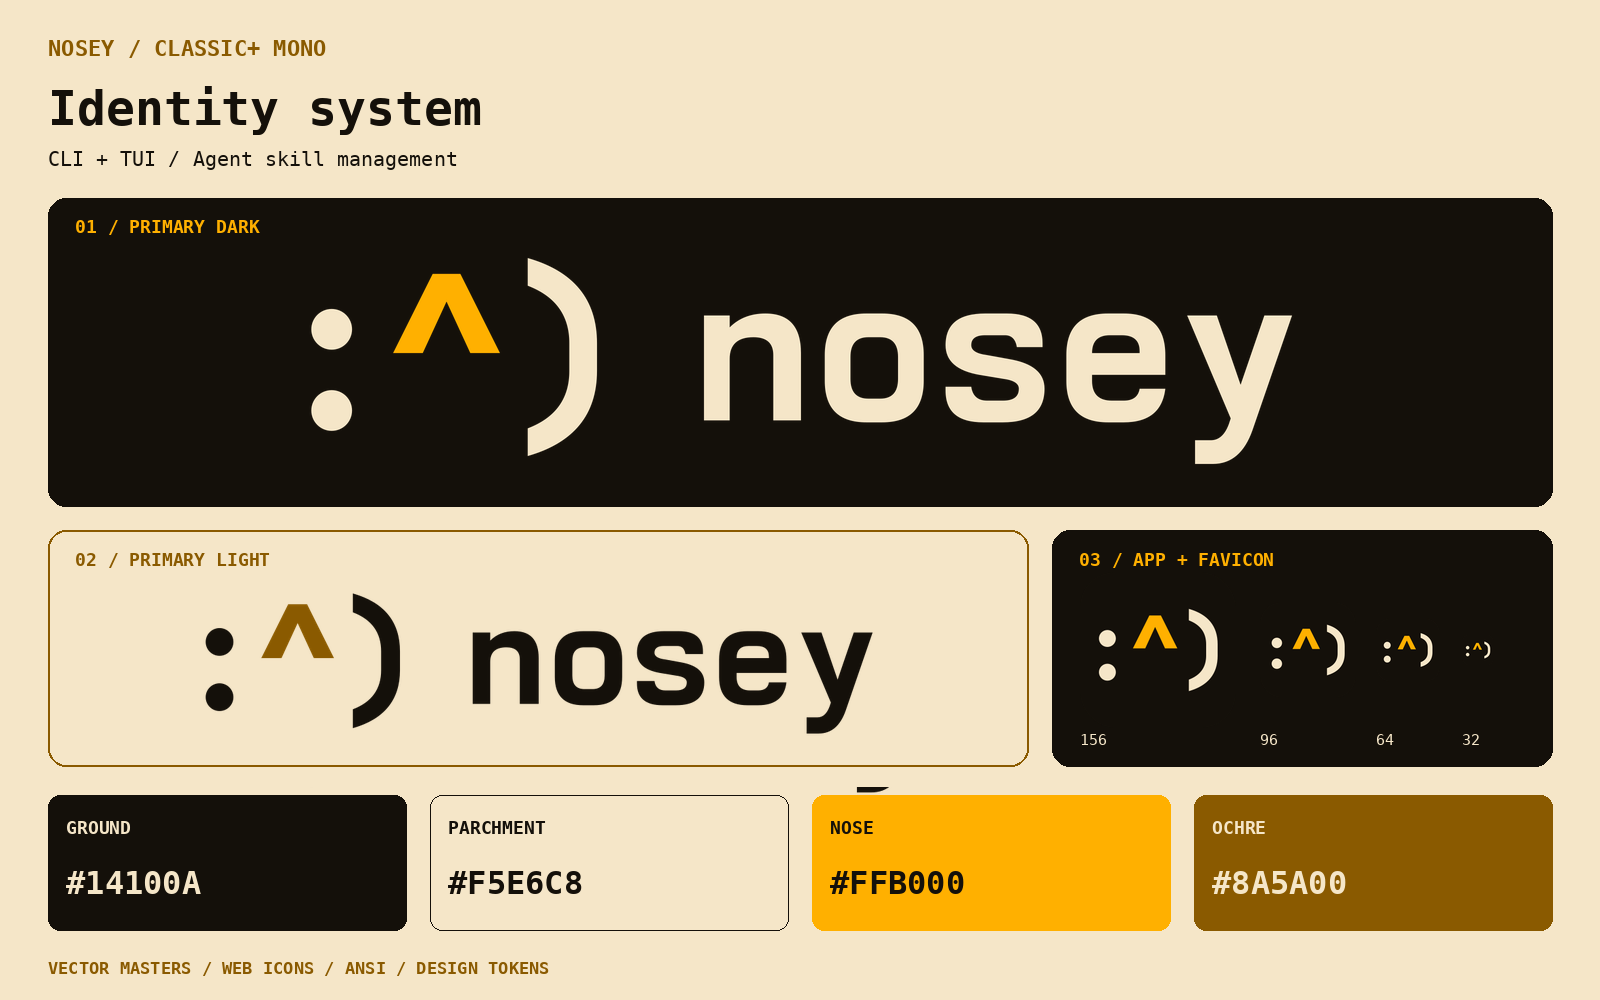 NOSEY / CLASSIC+ MONO
Identity system
CLI + TUI / Agent skill management
01 / PRIMARY DARK
:^) nosey
02 / PRIMARY LIGHT
:^) nosey
03 / APP + FAVICON
:^) :^) :^) :^)
156 96 64 32
GROUND
#14100A
PARCHMENT
#F5E6C8
NOSE
#FFB000
OCHRE
#8A5A00
VECTOR MASTERS / WEB ICONS / ANSI / DESIGN TOKENS